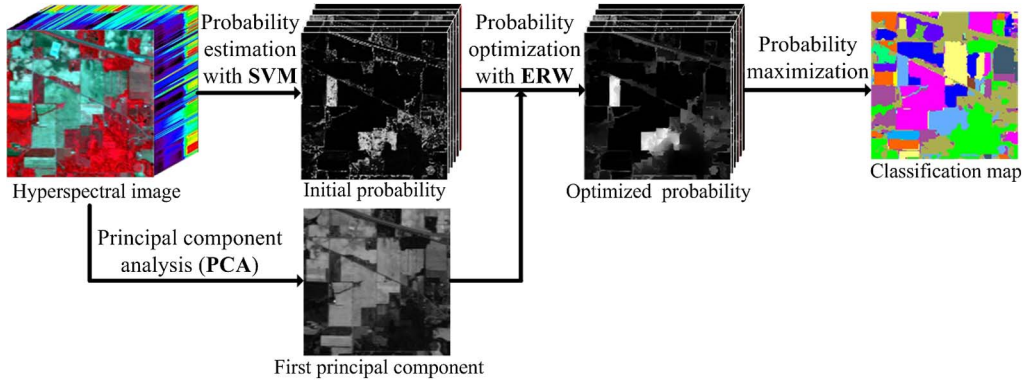 Probability
estimation
with SVM
Probability
optimization
with ERW
Probability
maximization
Hyperspectral image
Initial probability
Optimized probability
Classification map
Principal component
analysis (PCA)
First principal component